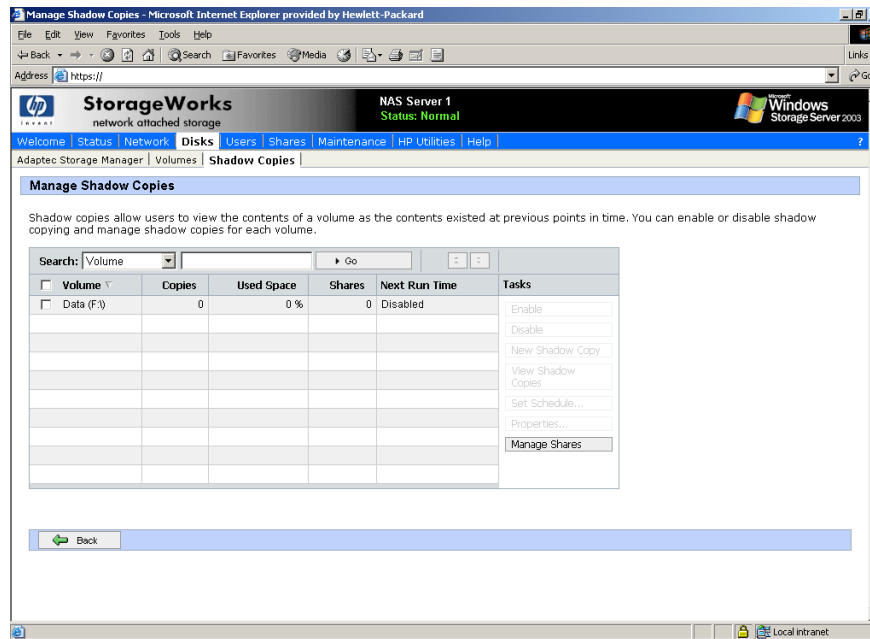 Manage Shadow Copies - Microsoft Internet Explorer provided by Hewlett-Packard
File Edit View Favorites Tools Help
Back Search Favorites Media
Links
Address https:// Go
hp invent
StorageWorks
network attached storage
NAS Server 1
Status: Normal
Microsoft Windows Storage Server 2003
Welcome Status Network Disks Users Shares Maintenance HP Utilities Help ?
Adaptec Storage Manager Volumes Shadow Copies
Manage Shadow Copies
Shadow copies allow users to view the contents of a volume as the contents existed at previous points in time. You can enable or disable shadow
copying and manage shadow copies for each volume.
Search: Volume Go
Volume Copies Used Space Shares Next Run Time Tasks
Data (F:\) 0 0 % 0 Disabled
Enable
Disable
New Shadow Copy
View Shadow
Copies
Set Schedule...
Properties...
Manage Shares
Back
Local intranet